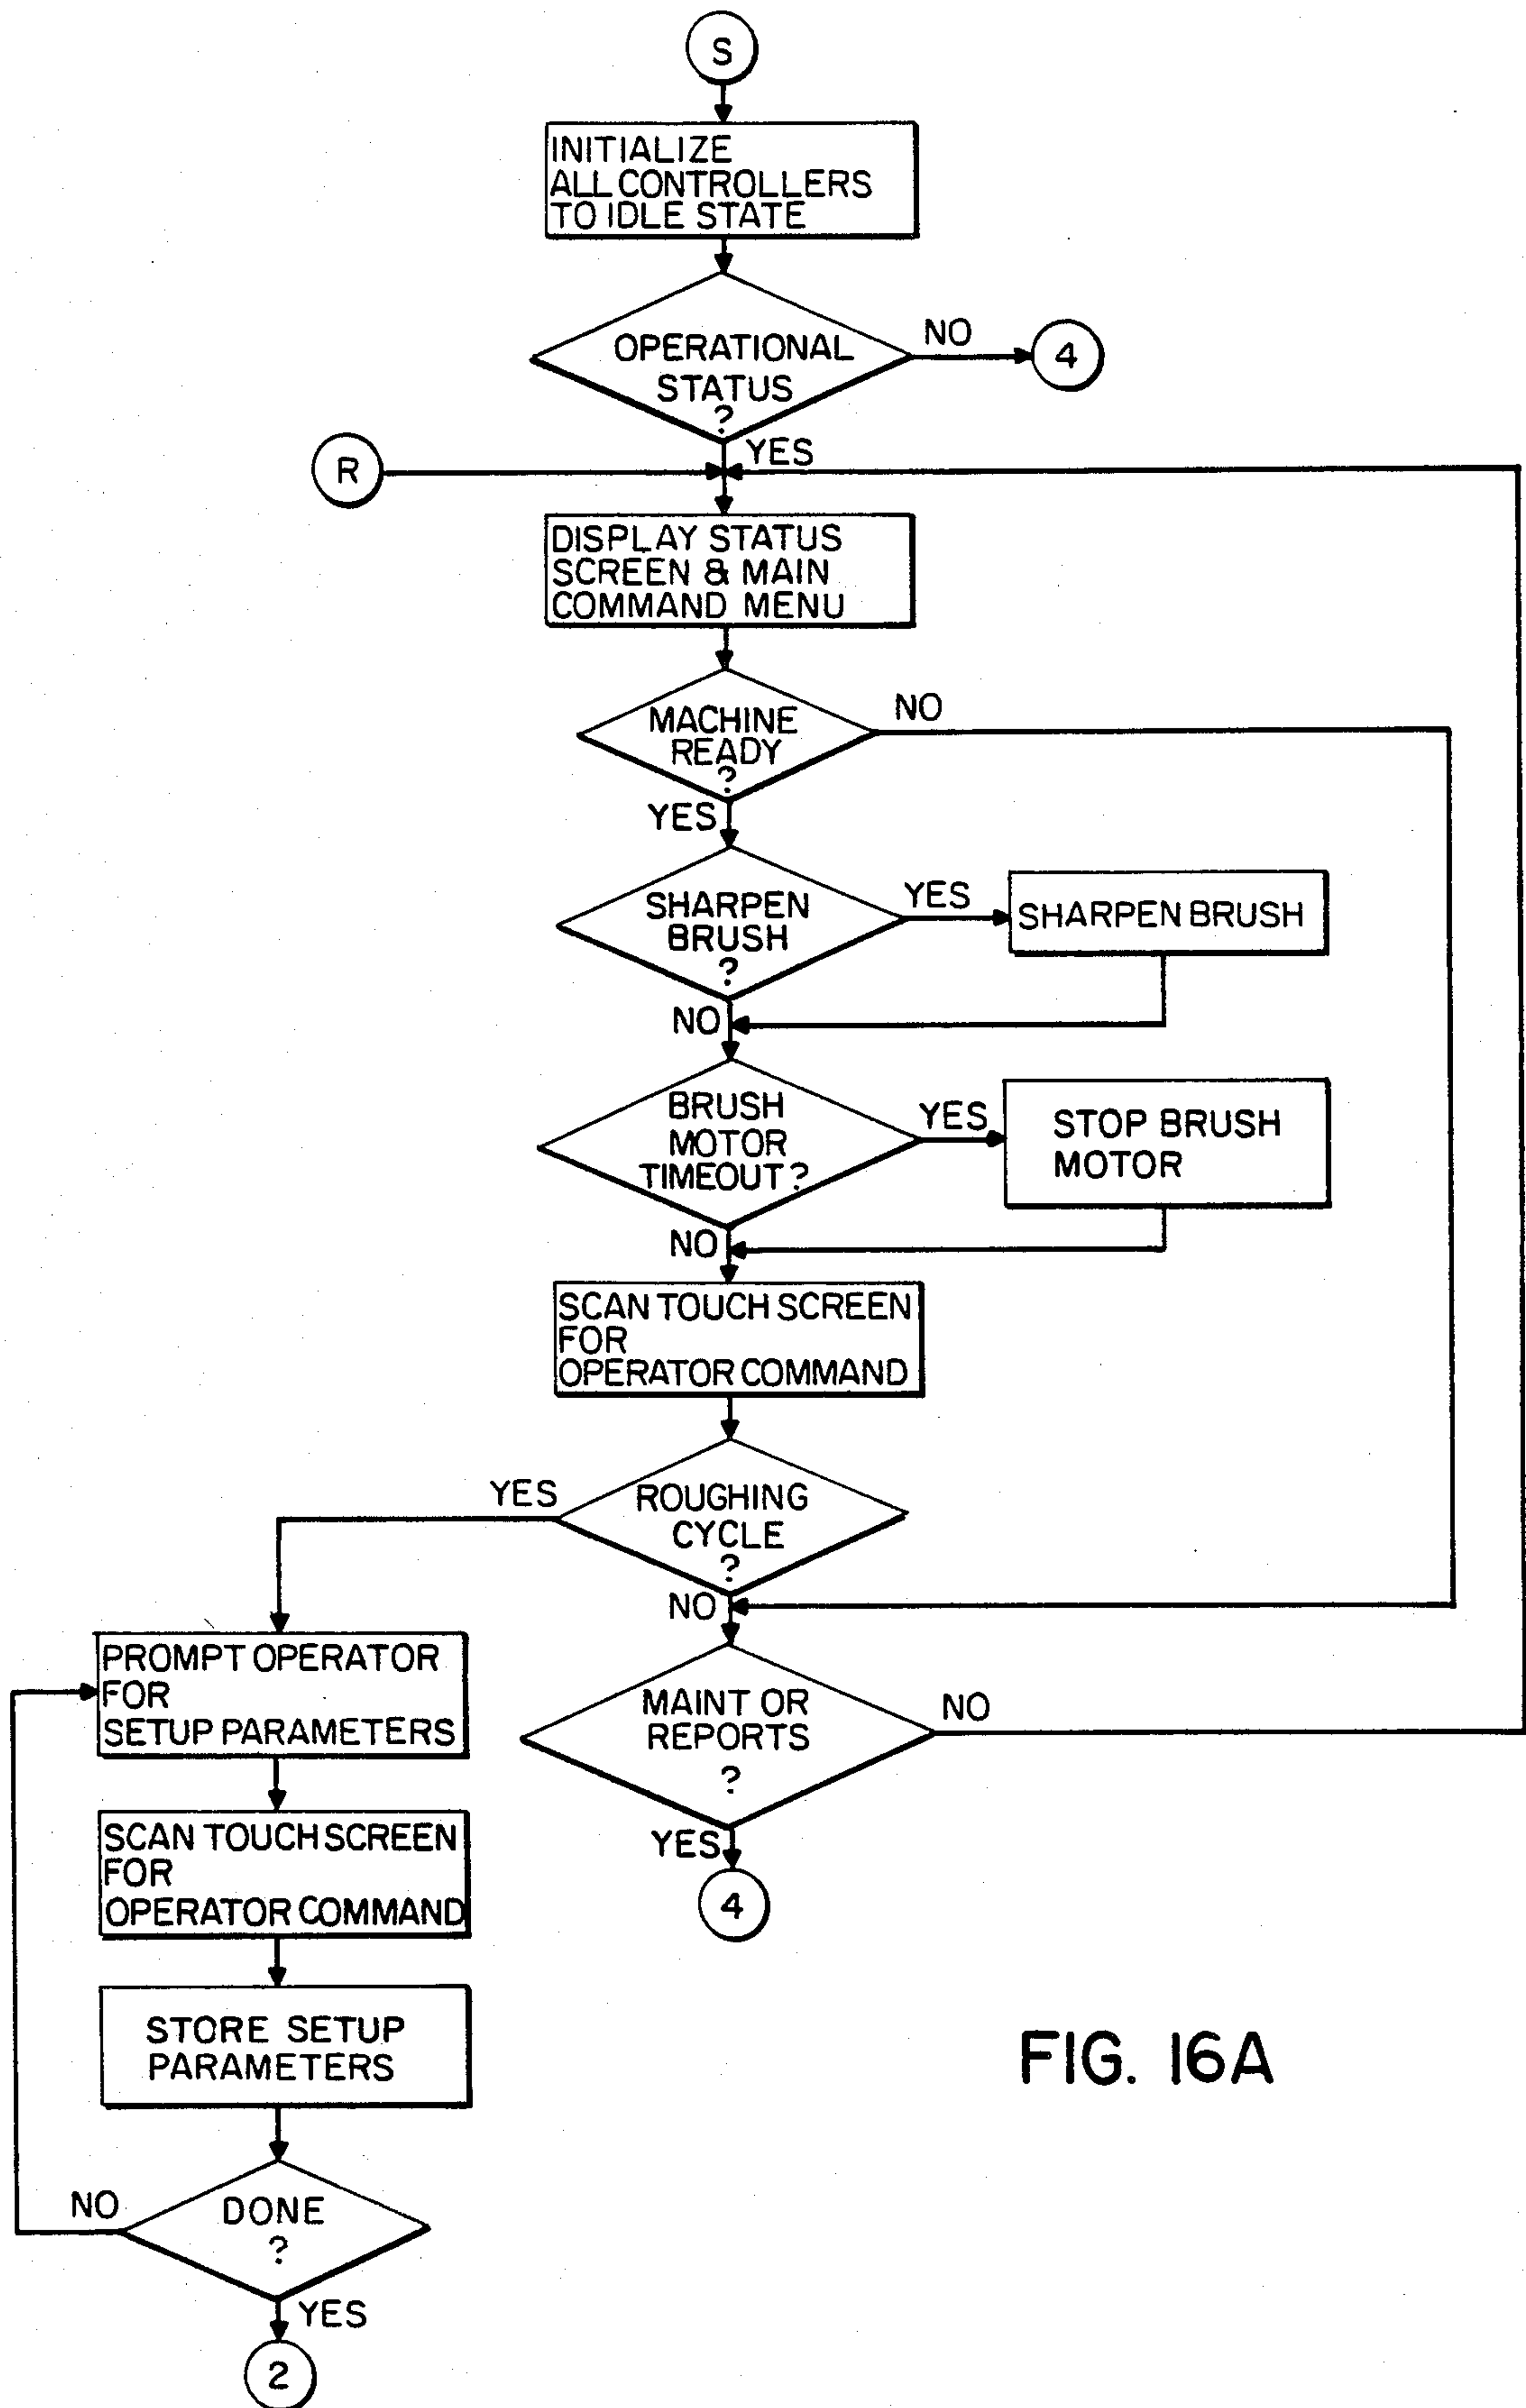 S
INITIALIZE
ALL CONTROLLERS
TO IDLE STATE
OPERATIONAL
STATUS
?
NO
4
YES
R
DISPLAY STATUS
SCREEN & MAIN
COMMAND MENU
MACHINE
READY
?
NO
YES
SHARPEN
BRUSH
?
YES
SHARPEN BRUSH
NO
BRUSH
MOTOR
TIMEOUT?
YES
STOP BRUSH
MOTOR
NO
SCAN TOUCH SCREEN
FOR
OPERATOR COMMAND
ROUGHING
CYCLE
?
YES
NO
MAINT OR
REPORTS
?
NO
YES
4
PROMPT OPERATOR
FOR
SETUP PARAMETERS
SCAN TOUCH SCREEN
FOR
OPERATOR COMMAND
STORE SETUP
PARAMETERS
DONE
?
NO
YES
2
FIG. 16A